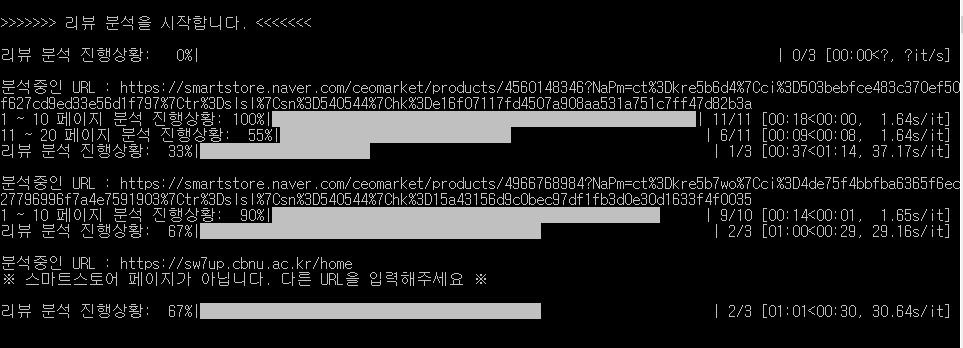 >>>>>>> 리뷰 분석을 시작합니다. <<<<<<<
리뷰 분석 진행상황:   0%| | 0/3 [00:00<?, ?it/s]
분석중인 URL : https://smartstore.naver.com/ceomarket/products/4560148346?NaPm=ct%3Dkre5b6d4%7Cci%3D503bebfce483c370ef50
f627cd9ed33e56d1f797%7Ctr%3Dslsl%7Csn%3D540544%7Chk%3De16f07117fd4507a908aa531a751c7ff47d82b3a
1 ~ 10 페이지 분석 진행상황: 100%| | 11/11 [00:18<00:00,  1.64s/it]
11 ~ 20 페이지 분석 진행상황:  55%| | 6/11 [00:09<00:08,  1.64s/it]
리뷰 분석 진행상황:  33%| | 1/3 [00:37<01:14, 37.17s/it]
분석중인 URL : https://smartstore.naver.com/ceomarket/products/4966768984?NaPm=ct%3Dkre5b7wo%7Cci%3D4de75f4bbfba6365f6ec
27796996f7a4e7591903%7Ctr%3Dslsl%7Csn%3D540544%7Chk%3D15a43156d9c0bec97df1fb3d0e30d1633f4f0035
1 ~ 10 페이지 분석 진행상황:  90%| | 9/10 [00:14<00:01,  1.65s/it]
리뷰 분석 진행상황:  67%| | 2/3 [01:00<00:29, 29.16s/it]
분석중인 URL : https://sw7up.cbnu.ac.kr/home
※ 스마트스토어 페이지가 아닙니다. 다른 URL을 입력해주세요 ※
리뷰 분석 진행상황:  67%| | 2/3 [01:01<00:30, 30.64s/it]